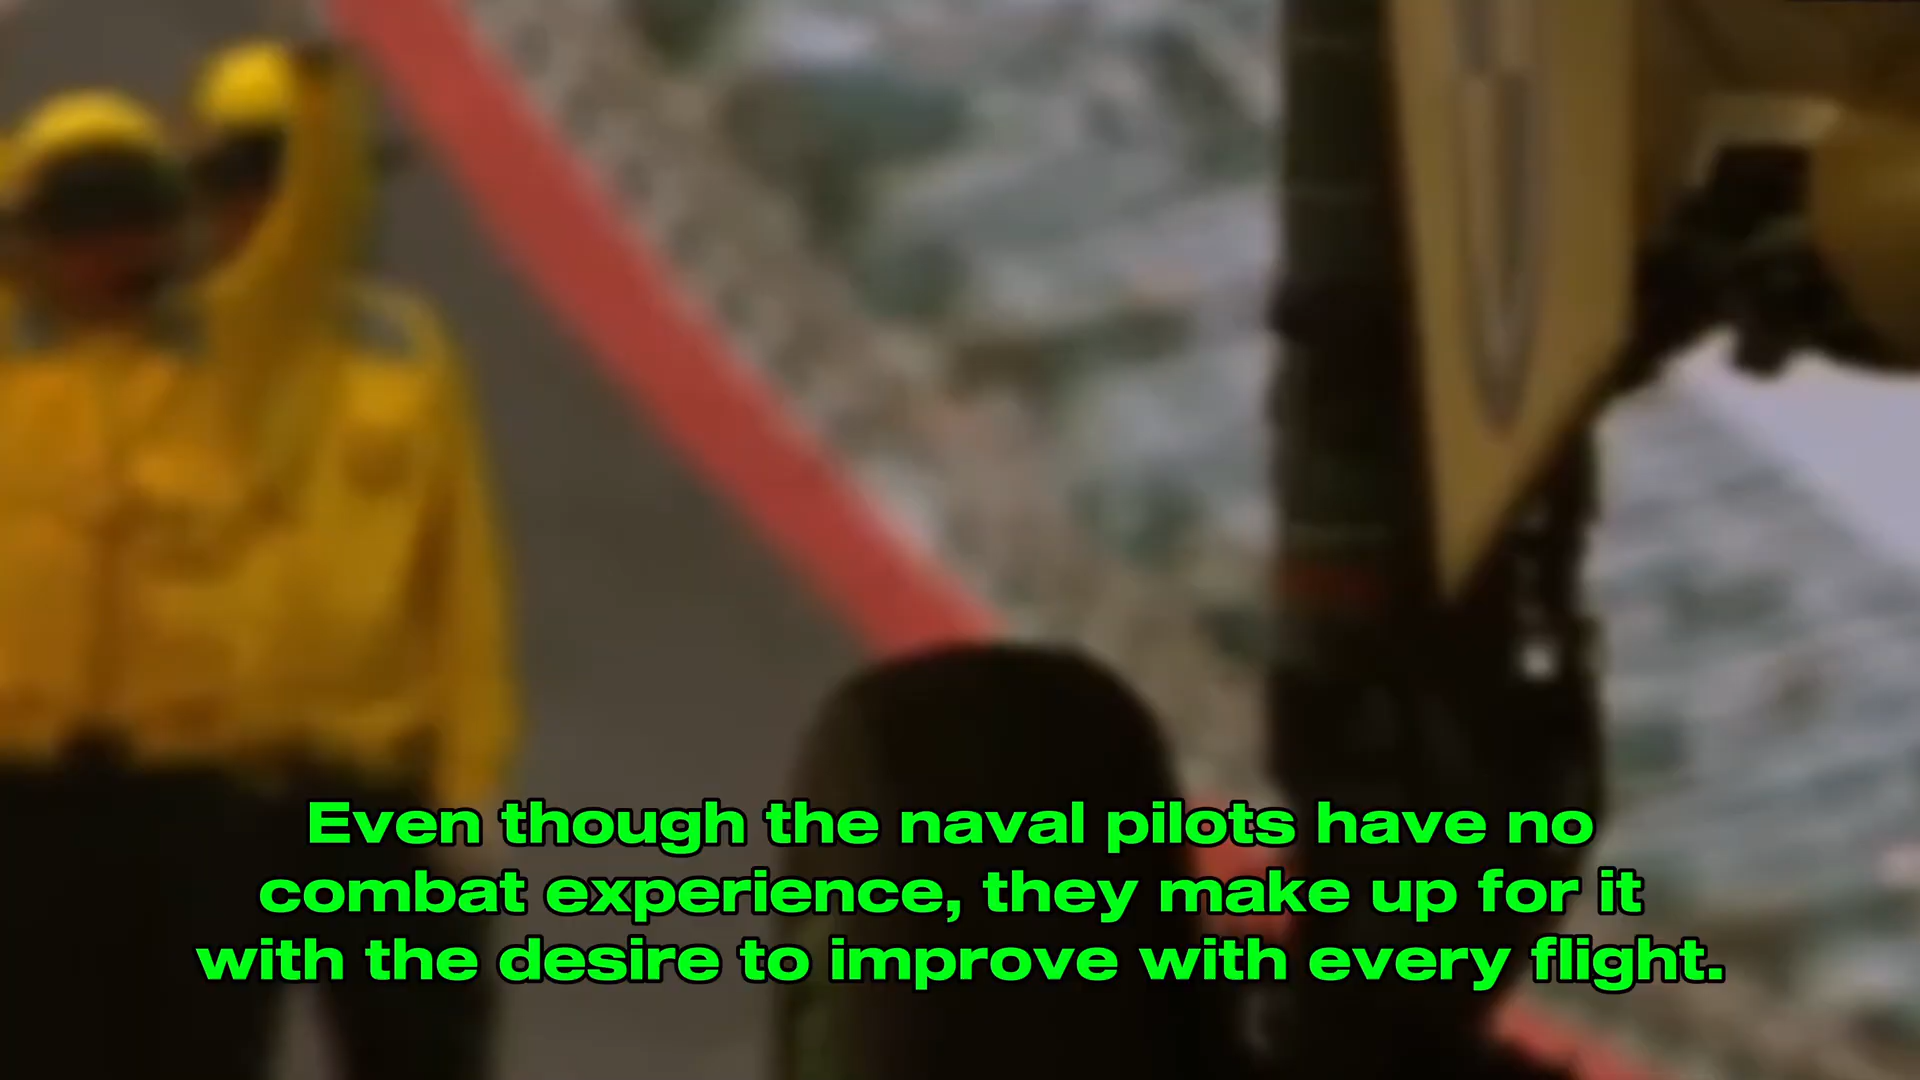 Even though the naval pilots have no
combat experience, they make up for it
with the desire to improve with every flight.